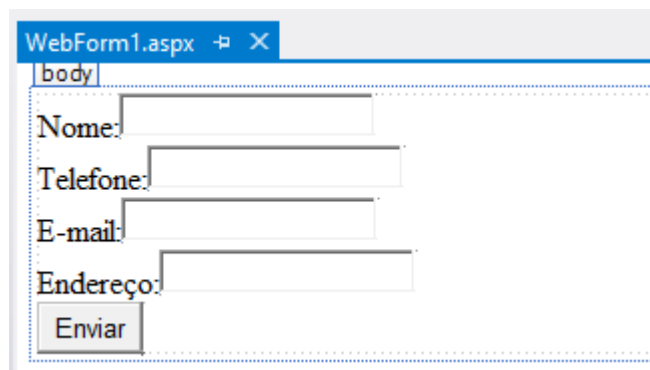 WebForm1.aspx
body
Nome:
Telefone:
E-mail:
Endereço:
Enviar